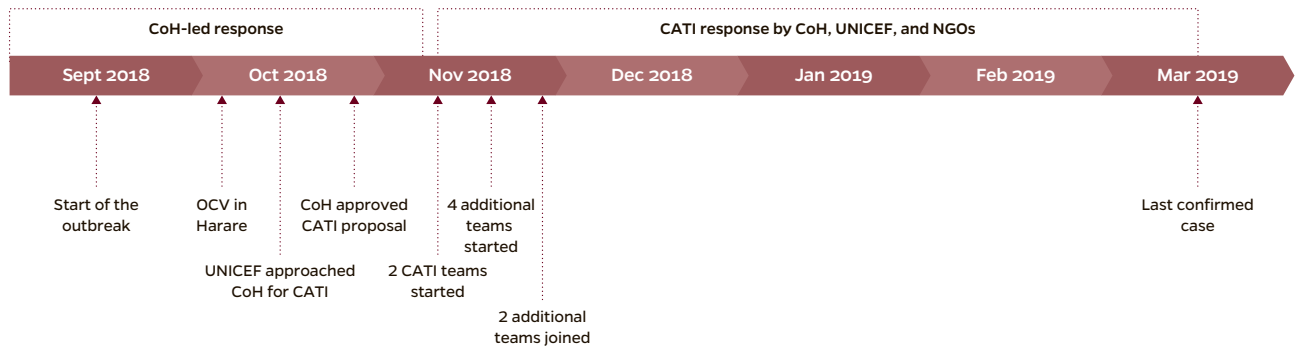 CoH-led response
CATI response by CoH, UNICEF, and NGOs
Sept 2018
Oct 2018
Nov 2018
Dec 2018
Jan 2019
Feb 2019
Mar 2019
Start of the
outbreak
OCV in
Harare
UNICEF approached
CoH for CATI
CoH approved
CATI proposal
2 CATI teams
started
4 additional
teams
started
2 additional
teams joined
Last confirmed
case